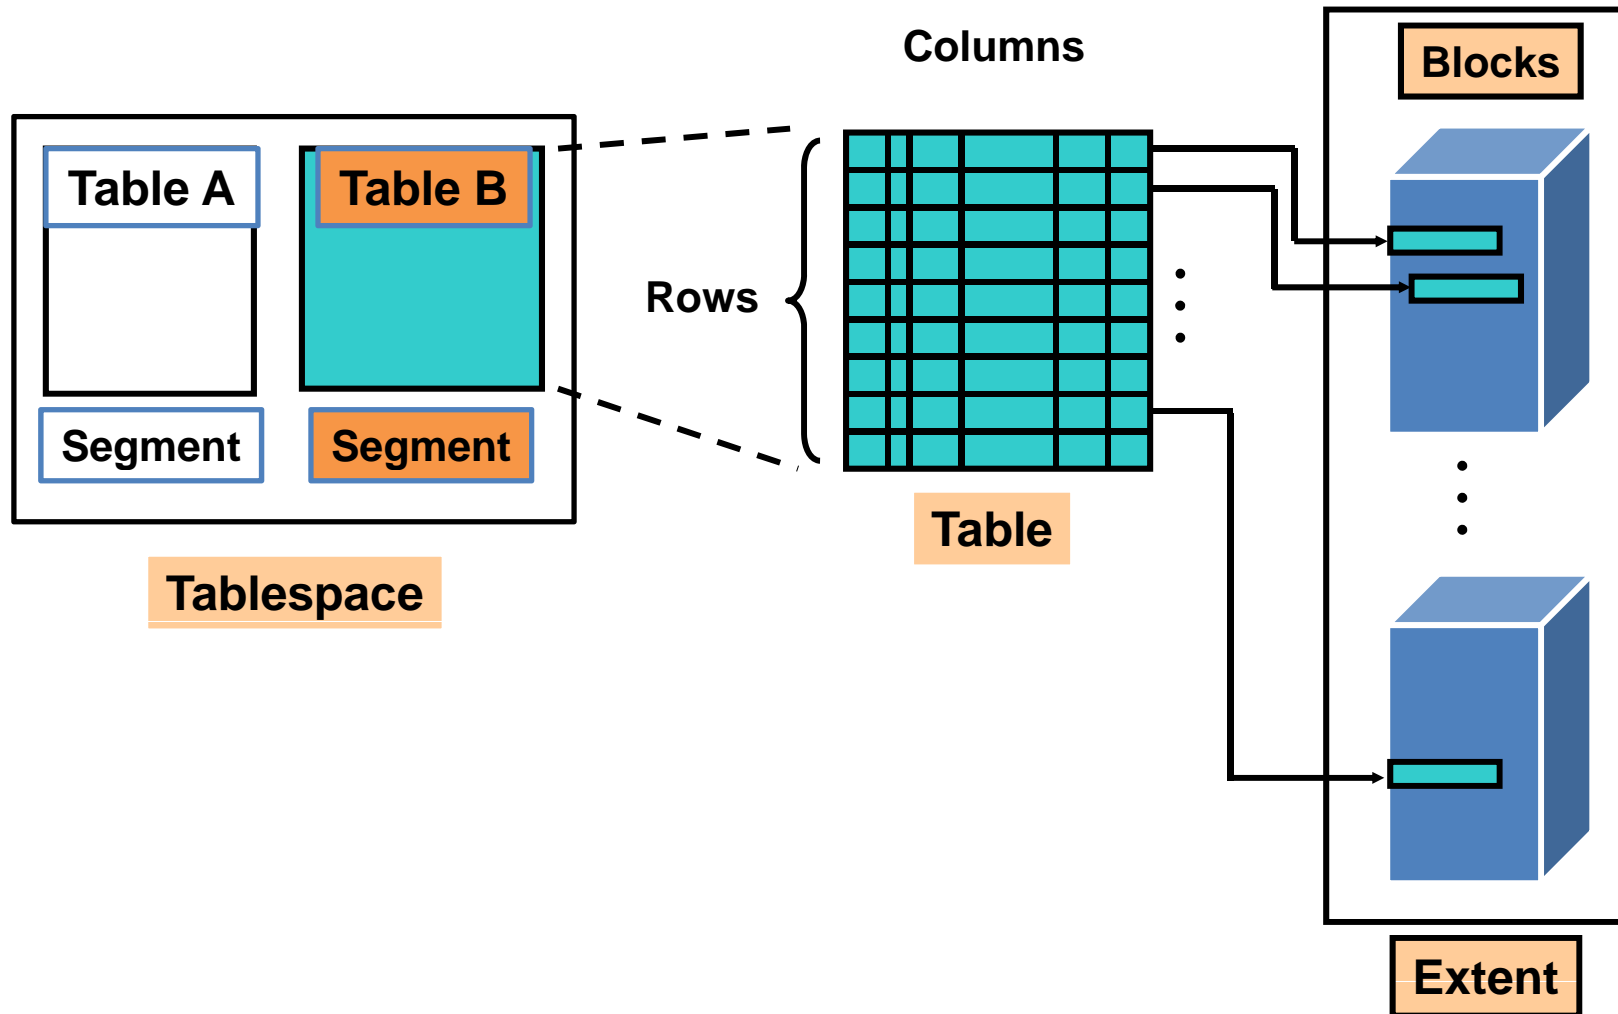 Columns
Blocks
Table A
Table B
Rows
Segment
Segment
Table
Tablespace
Extent